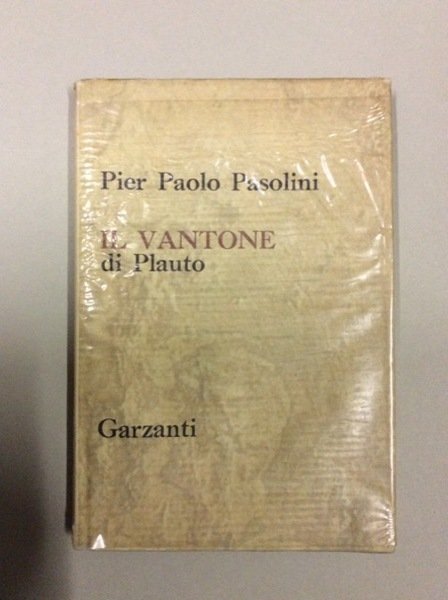 Pier Paolo Pasolini
IL VANTONE
di Plauto
Garzanti